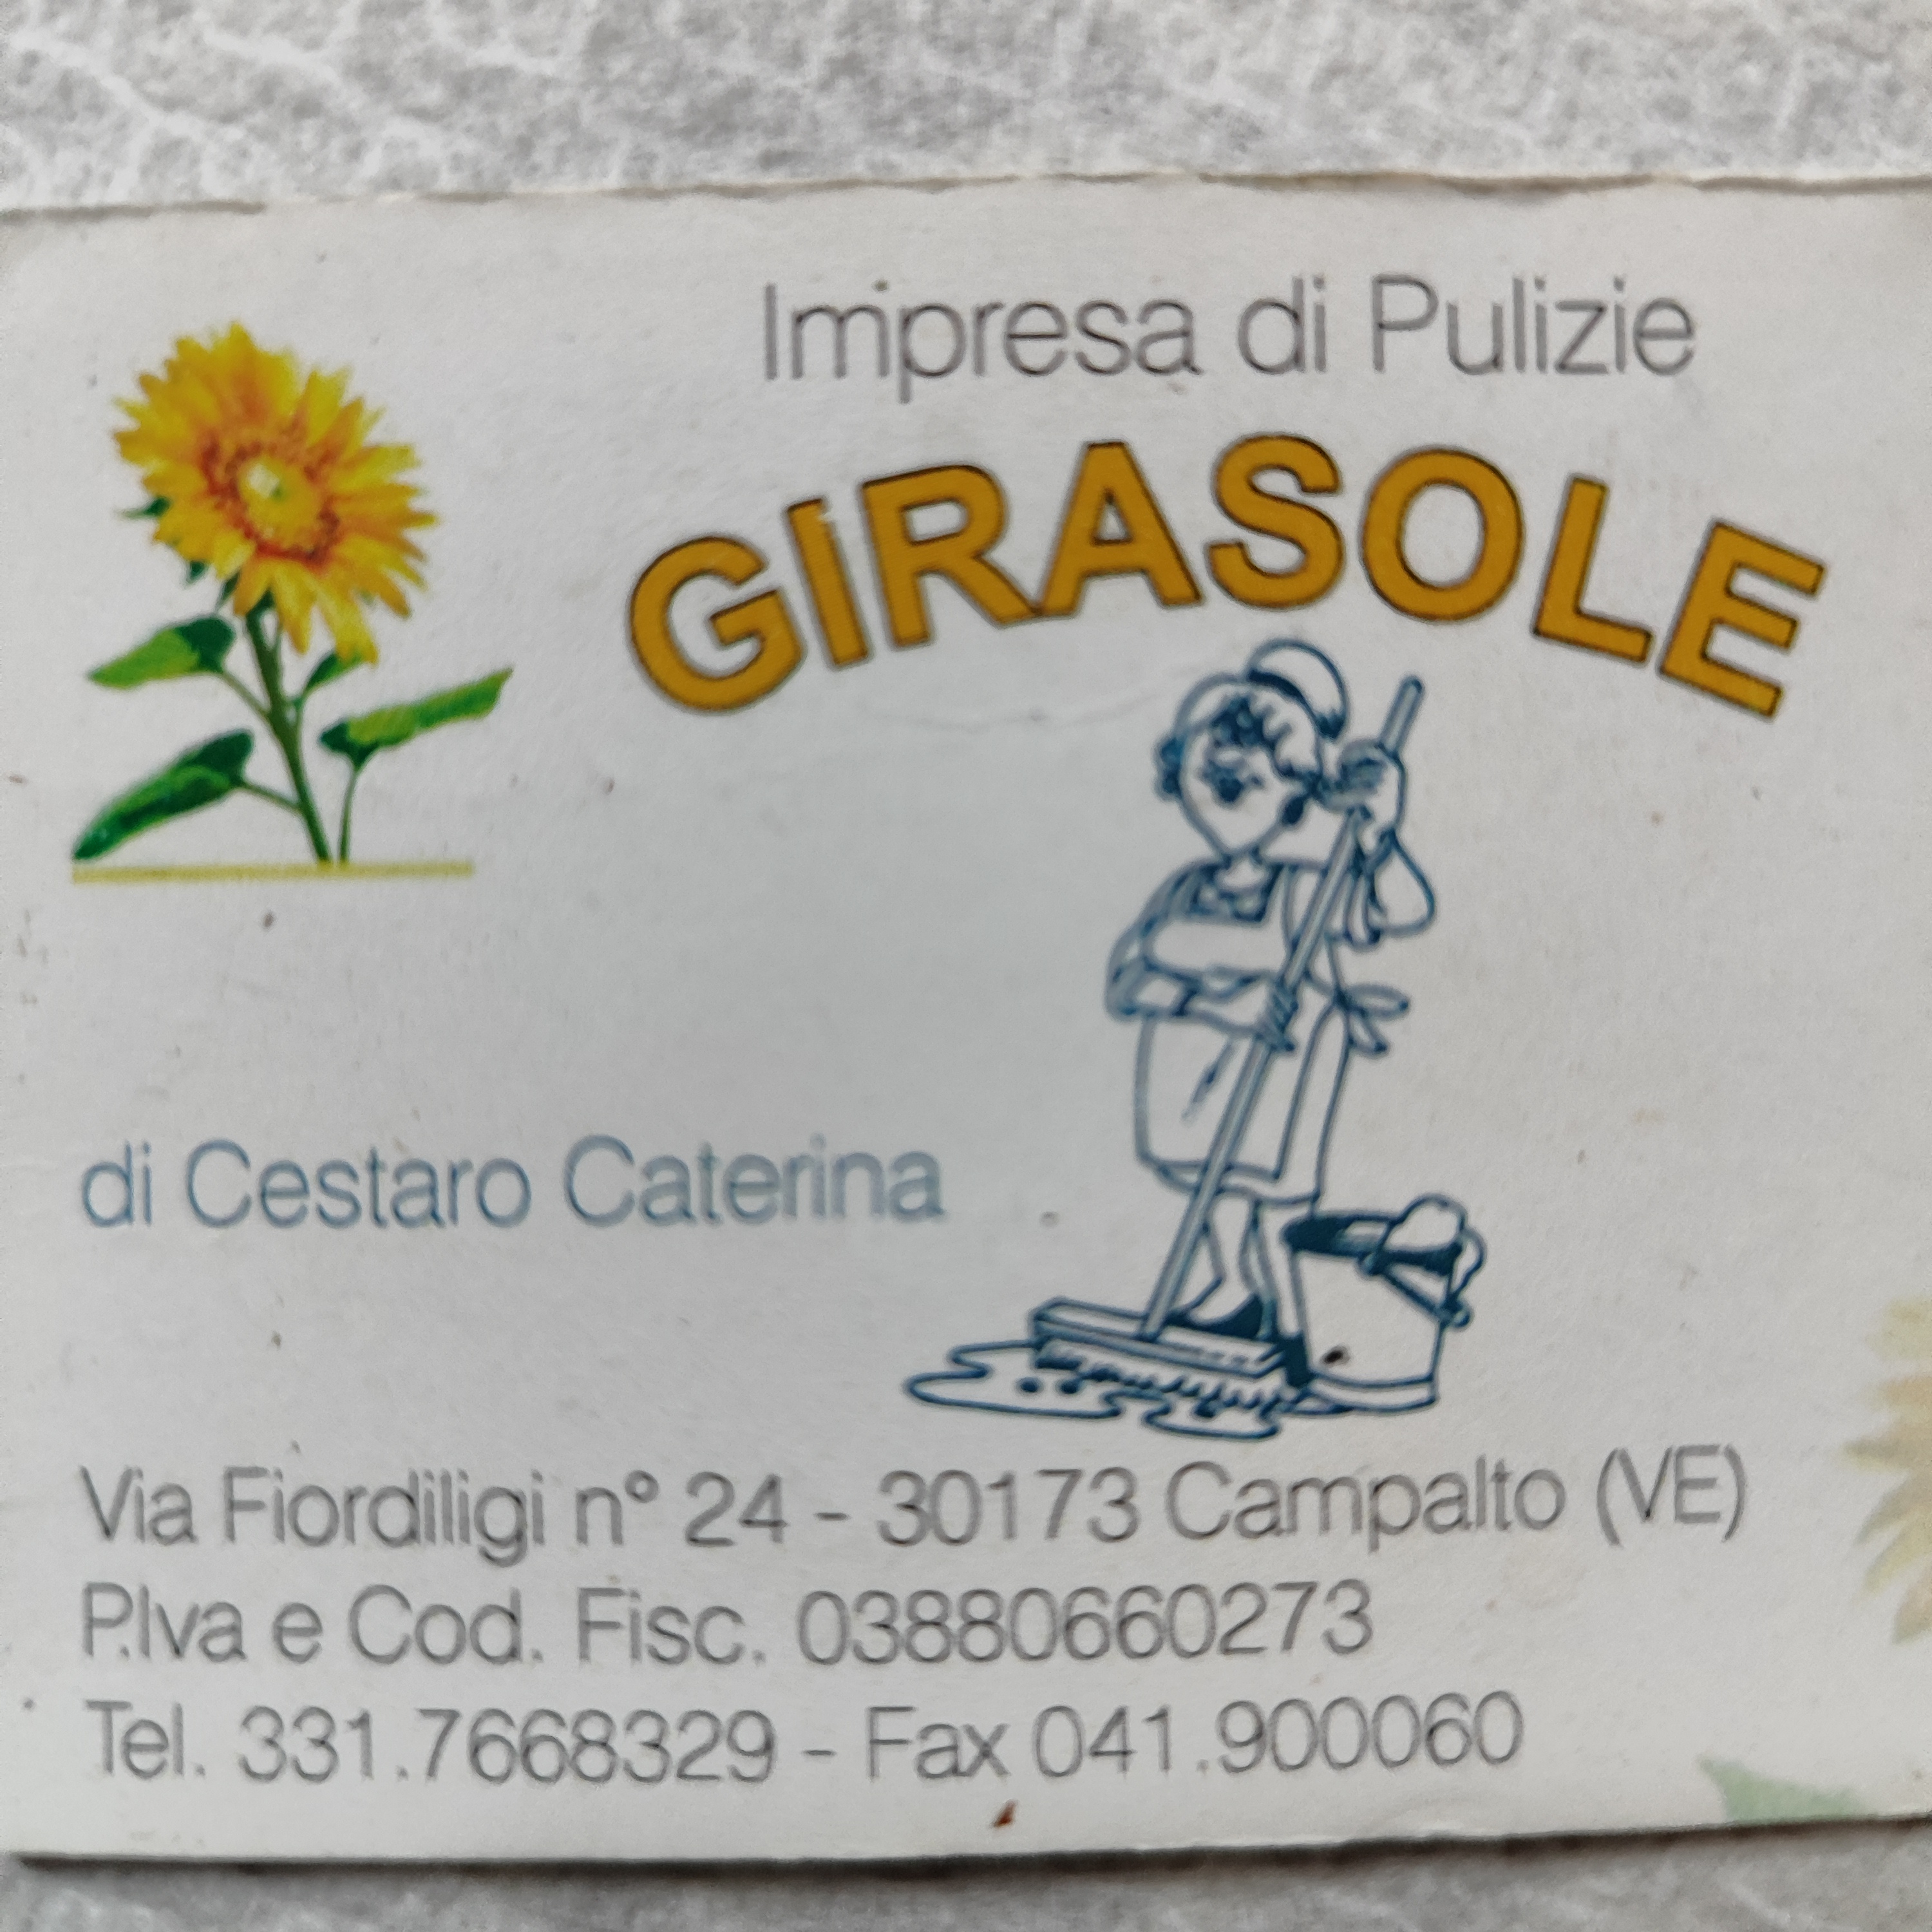 Impresa di Pulizie
GIRASOLE
di Cestaro Caterina
Via Fiordiligi n° 24 - 30173 Campalto (VE)
P.Iva e Cod. Fisc. 03880660273
Tel. 331.7668329 - Fax 041.900060